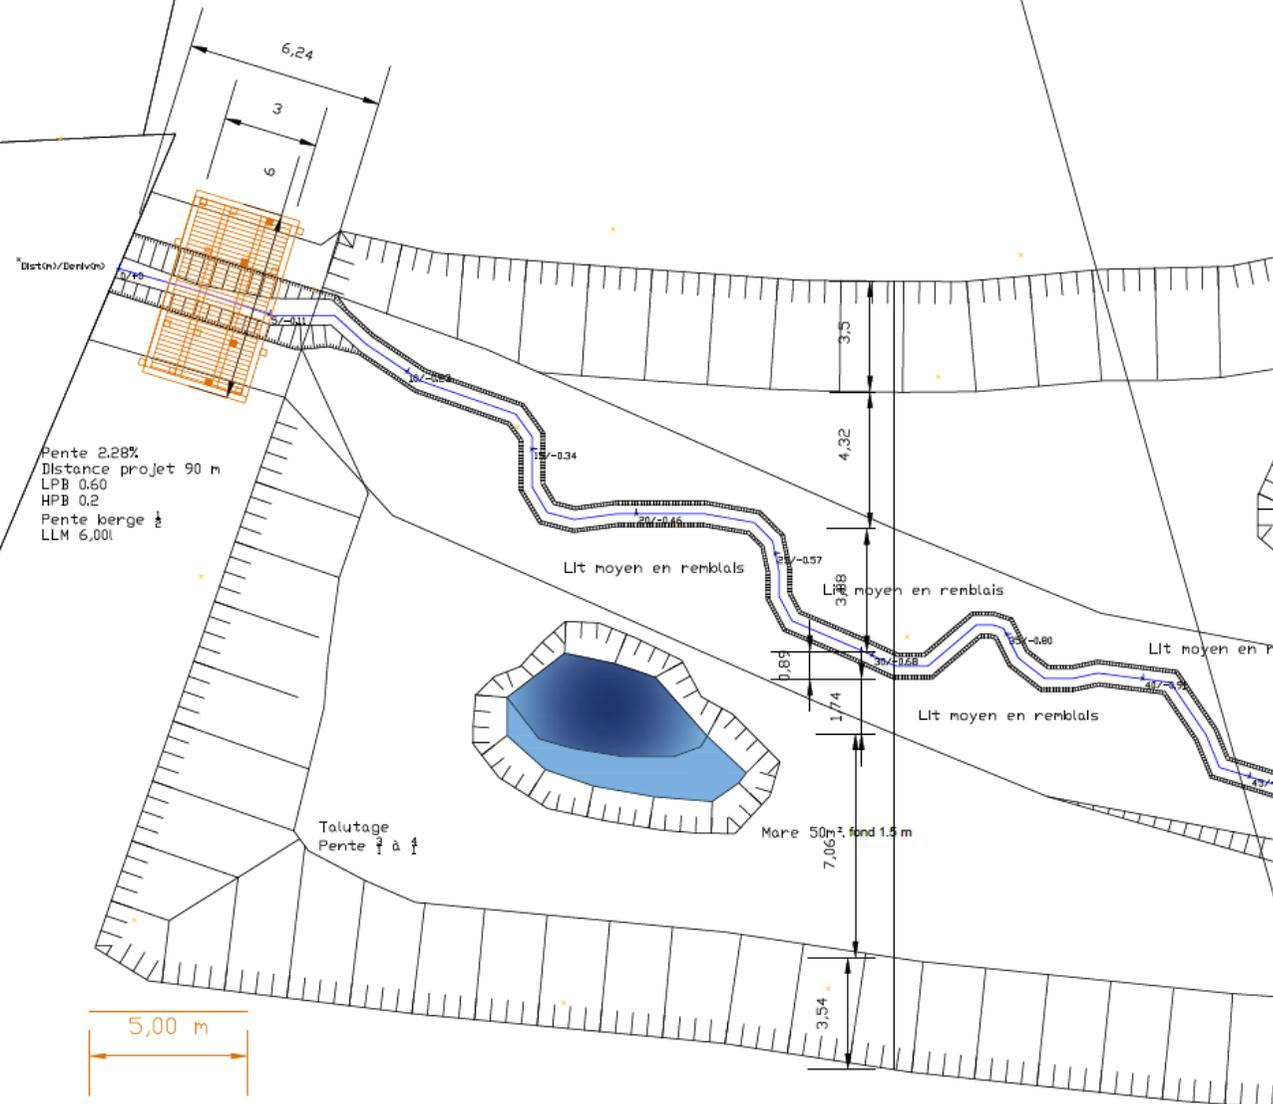 6,24
3
6
Dist(m)/Deniv(m)
0/+0
5/-0.11
10/-0.23
3,5
4,32
Pente 2.28%
Distance projet 90 m
LPB 0.60
HPB 0.2
Pente berge ½
LLM 6,00l
15/-0.34
20/-0.46
25/-0.57
Lit moyen en remblais
3,88
Lit moyen en remblais
35/-0.80
Lit moyen en r
0,89
30/-0.68
40/-0.91
1,74
Lit moyen en remblais
45/-
Talutage
Pente 3/1 à 4/1
Mare 50m², fond 1.5 m
7,06
3,54
5,00 m